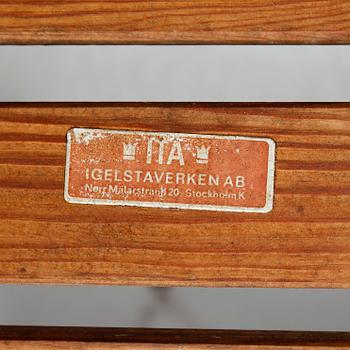 ITA
IGELSTAVERKEN AB
Norr Mälarstrand 20 Stockholm K